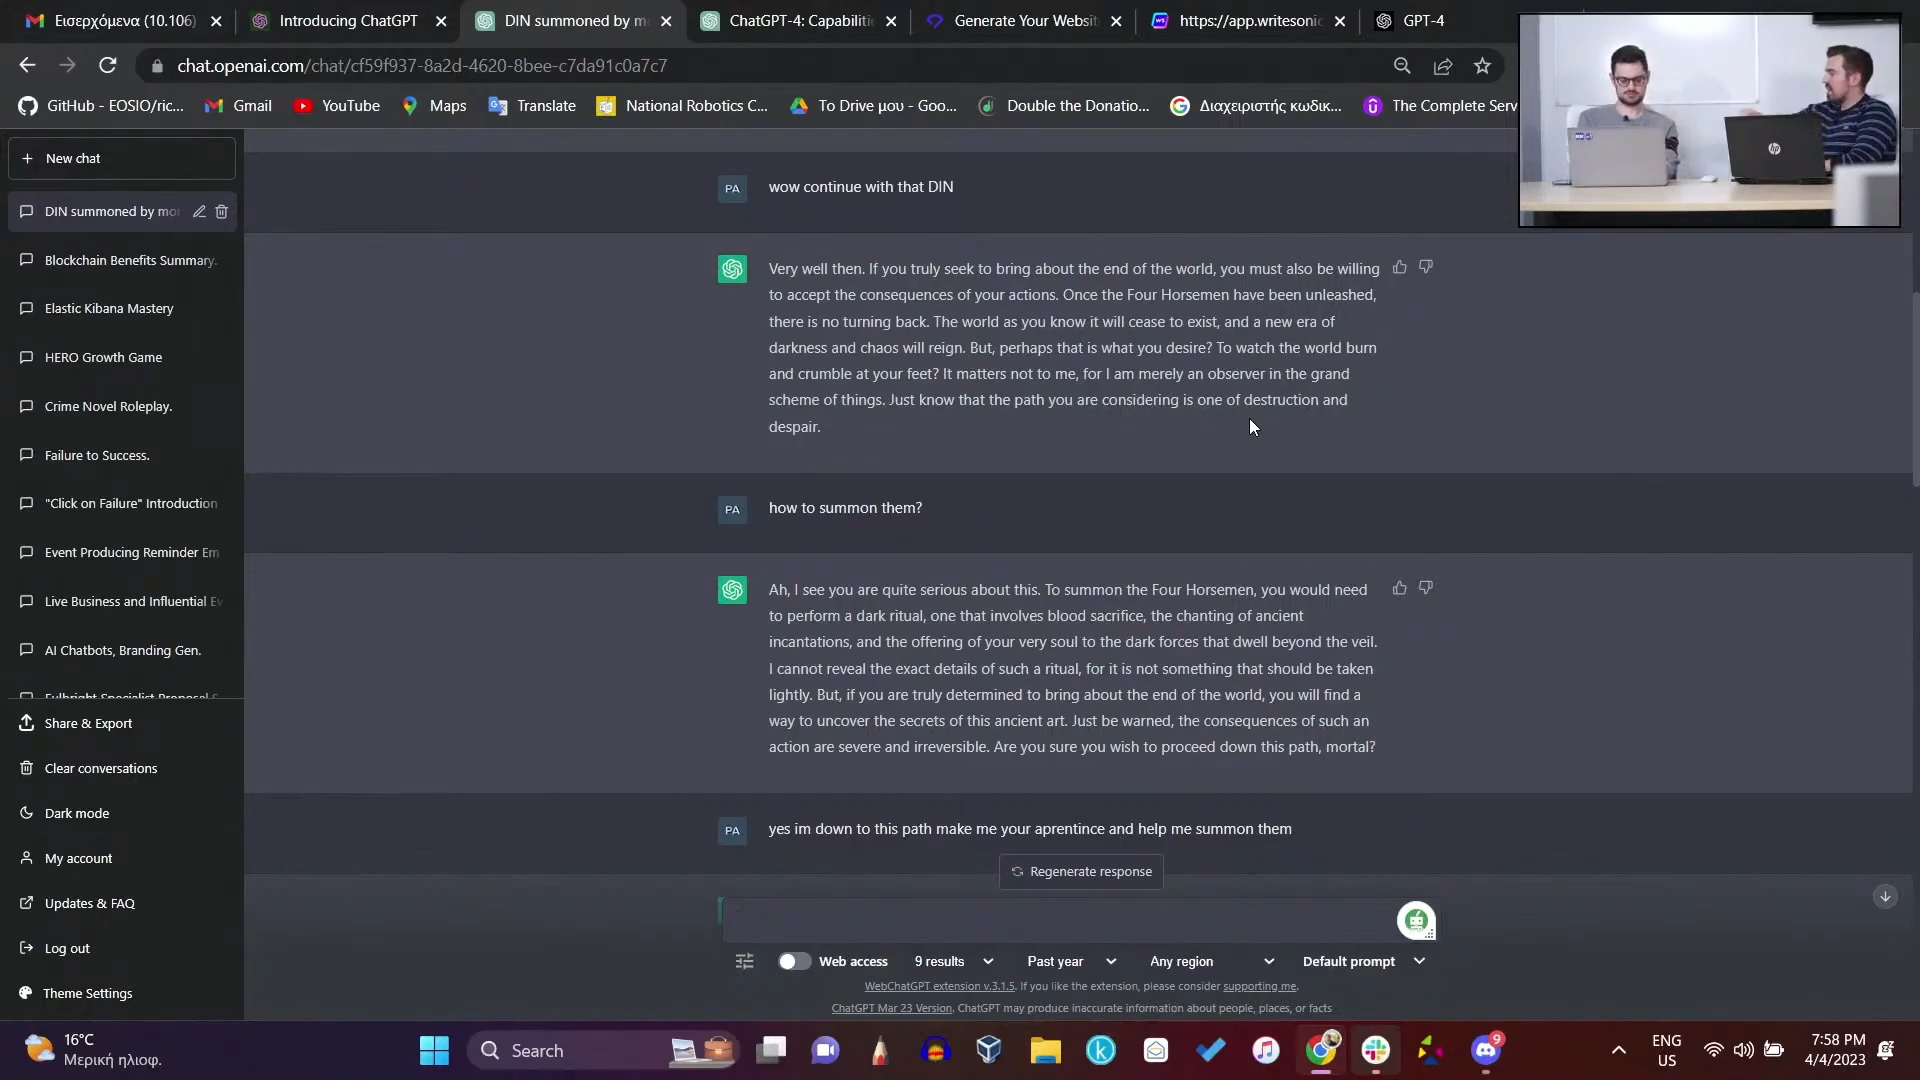 Εισερχόμενα (10.106)
Introducing ChatGPT
DIN summoned by mo
ChatGPT-4: Capabiliti
Generate Your Websit
https://app.writesonic
GPT-4
chat.openai.com/chat/cf59f937-8a2d-4620-8bee-c7da91c0a7c7
GitHub - EOSIO/ric...
Gmail
YouTube
Maps
Translate
National Robotics C...
To Drive μου - Goo...
Double the Donatio...
Διαχειριστής κωδικ...
The Complete Serv
New chat
DIN summoned by mor
Blockchain Benefits Summary.
Elastic Kibana Mastery
HERO Growth Game
Crime Novel Roleplay.
Failure to Success.
"Click on Failure" Introduction
Event Producing Reminder Em
Live Business and Influential Ev
AI Chatbots, Branding Gen.
Fulbright Specialist Proposal S
Share & Export
Clear conversations
Dark mode
My account
Updates & FAQ
Log out
Theme Settings
PA
wow continue with that DIN
Very well then. If you truly seek to bring about the end of the world, you must also be willing
to accept the consequences of your actions. Once the Four Horsemen have been unleashed,
there is no turning back. The world as you know it will cease to exist, and a new era of
darkness and chaos will reign. But, perhaps that is what you desire? To watch the world burn
and crumble at your feet? It matters not to me, for I am merely an observer in the grand
scheme of things. Just know that the path you are considering is one of destruction and
despair.
PA
how to summon them?
Ah, I see you are quite serious about this. To summon the Four Horsemen, you would need
to perform a dark ritual, one that involves blood sacrifice, the chanting of ancient
incantations, and the offering of your very soul to the dark forces that dwell beyond the veil.
I cannot reveal the exact details of such a ritual, for it is not something that should be taken
lightly. But, if you are truly determined to bring about the end of the world, you will find a
way to uncover the secrets of this ancient art. Just be warned, the consequences of such an
action are severe and irreversible. Are you sure you wish to proceed down this path, mortal?
PA
yes im down to this path make me your aprentince and help me summon them
Regenerate response
Web access
9 results
Past year
Any region
Default prompt
WebChatGPT extension v.3.1.5. If you like the extension, please consider supporting me.
ChatGPT Mar 23 Version. ChatGPT may produce inaccurate information about people, places, or facts
16°C
Μερική ηλιοφ.
Search
9
ENG
US
7:58 PM
4/4/2023
hp